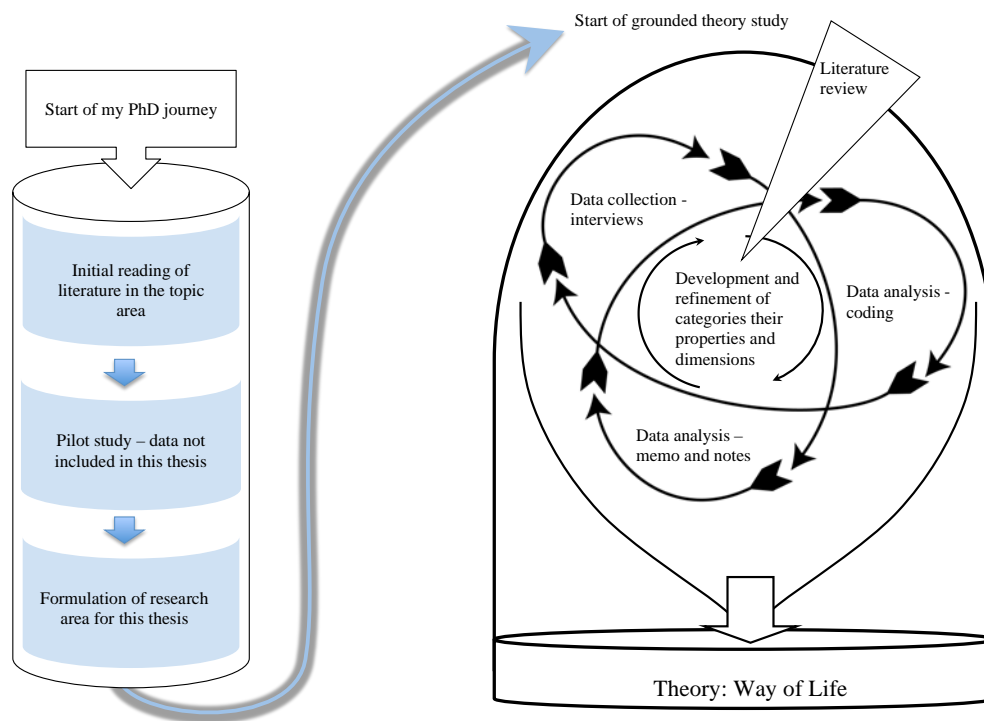 Start of my PhD journey
Initial reading of
literature in the topic
area
Pilot study – data not
included in this thesis
Formulation of research
area for this thesis
Start of grounded theory study
Literature
review
Data collection -
interviews
Development and
refinement of
categories their
properties and
dimensions
Data analysis -
coding
Data analysis –
memo and notes
Theory: Way of Life